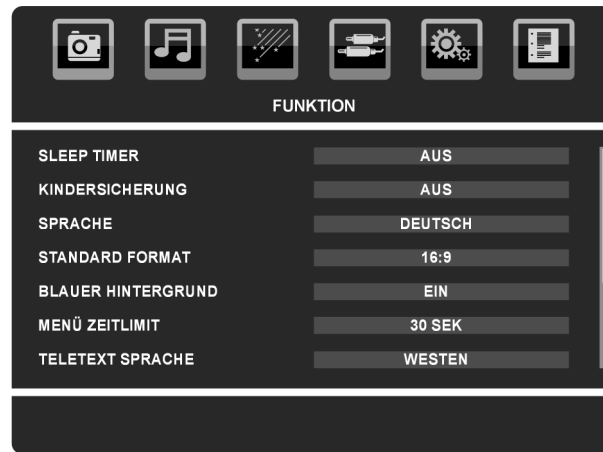 FUNKTION
SLEEP TIMER AUS
KINDERSICHERUNG AUS
SPRACHE DEUTSCH
STANDARD FORMAT 16:9
BLAUER HINTERGRUND EIN
MENÜ ZEITLIMIT 30 SEK
TELETEXT SPRACHE WESTEN